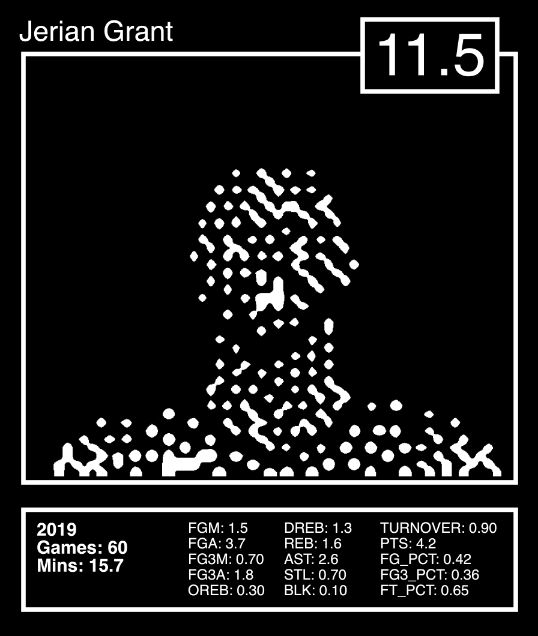 Jerian Grant
11.5
2019
Games: 60
Mins: 15.7
FGM: 1.5
FGA: 3.7
FG3M: 0.70
FG3A: 1.8
OREB: 0.30
DREB: 1.3
REB: 1.6
AST: 2.6
STL: 0.70
BLK: 0.10
TURNOVER: 0.90
PTS: 4.2
FG_PCT: 0.42
FG3_PCT: 0.36
FT_PCT: 0.65